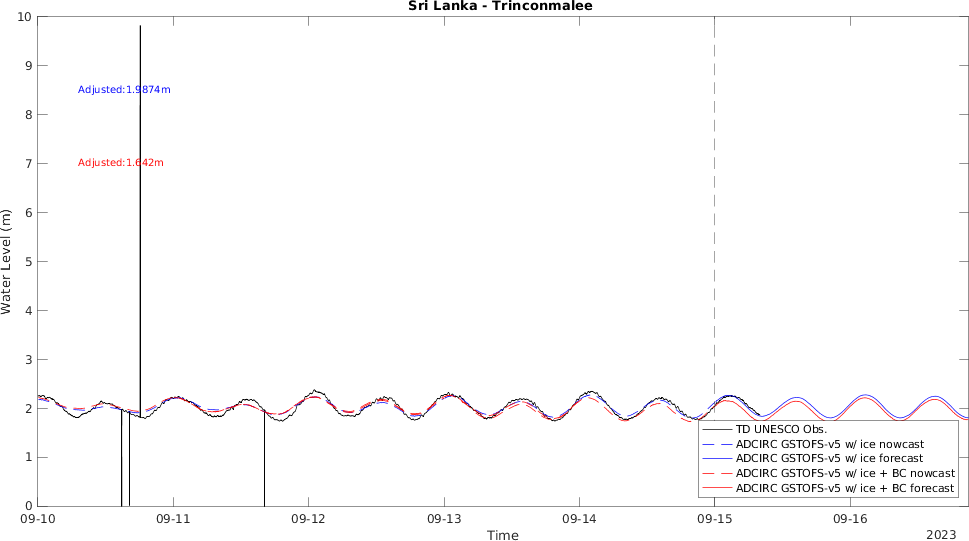 Sri Lanka - Trinconmalee
10
9
8
7
6
5
4
3
2
1
0
Water Level (m)
Adjusted:1.9874m
Adjusted:1.642m
TD UNESCO Obs.
ADCIRC GSTOFS-v5 w/ ice nowcast
ADCIRC GSTOFS-v5 w/ ice forecast
ADCIRC GSTOFS-v5 w/ ice + BC nowcast
ADCIRC GSTOFS-v5 w/ ice + BC forecast
09-10 09-11 09-12 09-13 09-14 09-15 09-16
Time
2023